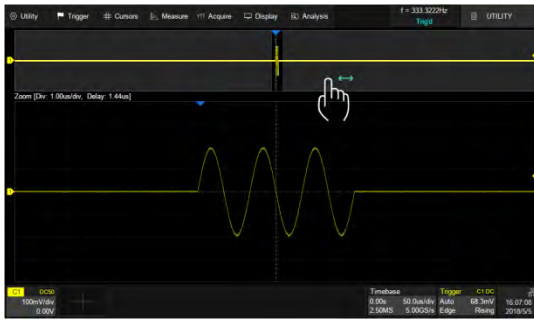 Utility Trigger Cursors Measure Acquire Display Analysis f = 333.3222Hz Trig'd UTILITY
Zoom [Div: 1.00us/div, Delay: 1.44us]
C1 DC50 Timebase Trigger C1 DC
100mV/div 0.00s 50.0us/div Auto 68.3mV 16:07:08
0.00V 2.50MS 5.00GS/s Edge Rising 2018/5/5